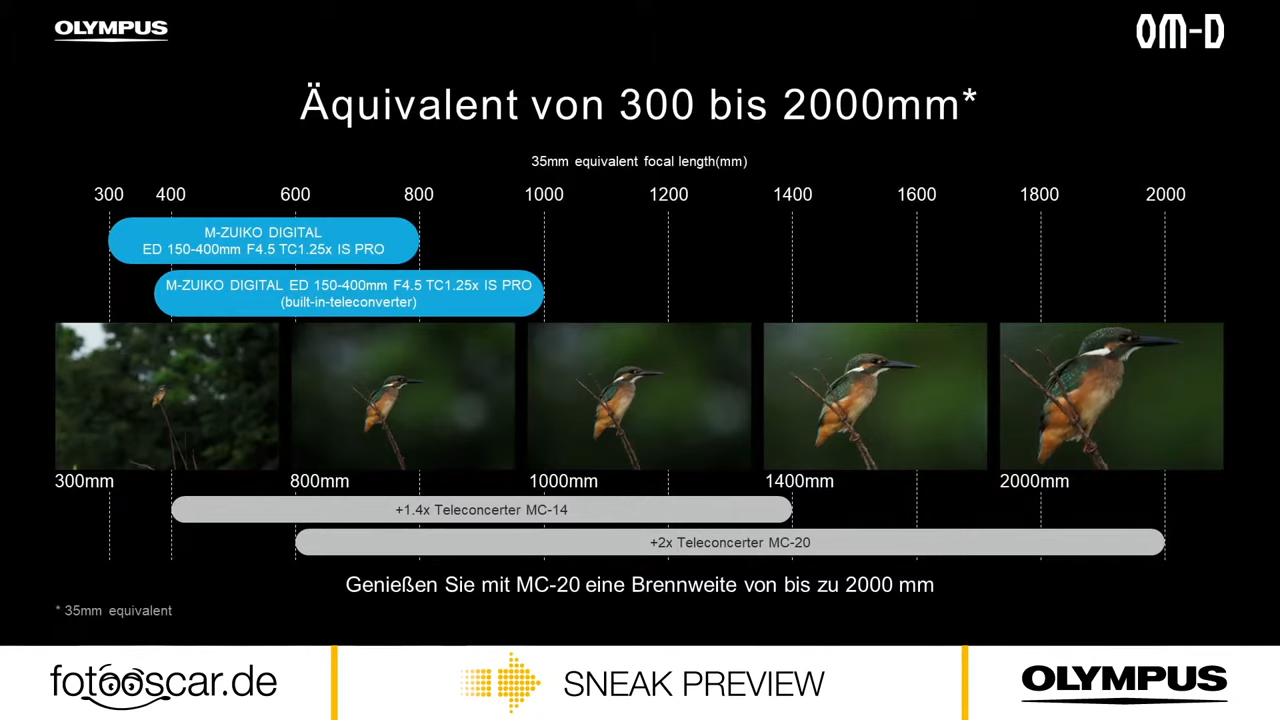 OLYMPUS
OM-D
Äquivalent von 300 bis 2000mm*
35mm equivalent focal length(mm)
300 400 600 800 1000 1200 1400 1600 1800 2000
M-ZUIKO DIGITAL
ED 150-400mm F4.5 TC1.25x IS PRO
M-ZUIKO DIGITAL ED 150-400mm F4.5 TC1.25x IS PRO
(built-in-teleconverter)
300mm 800mm 1000mm 1400mm 2000mm
+1.4x Teleconcerter MC-14
+2x Teleconcerter MC-20
Genießen Sie mit MC-20 eine Brennweite von bis zu 2000 mm
* 35mm equivalent
fotooscar.de
SNEAK PREVIEW
OLYMPUS